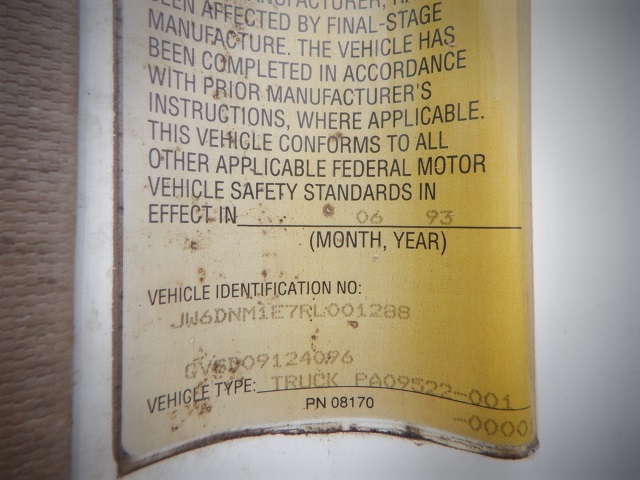 BEEN AFFECTED BY FINAL-STAGE
MANUFACTURE. THE VEHICLE HAS
BEEN COMPLETED IN ACCORDANCE
WITH PRIOR MANUFACTURER'S
INSTRUCTIONS, WHERE APPLICABLE.
THIS VEHICLE CONFORMS TO ALL
OTHER APPLICABLE FEDERAL MOTOR
VEHICLE SAFETY STANDARDS IN
EFFECT IN 06 93
(MONTH, YEAR)
VEHICLE IDENTIFICATION NO:
JW6DNM1E7RL001288
GVSD09124096
VEHICLE TYPE: TRUCK PA09522-001
PN 08170
-0000